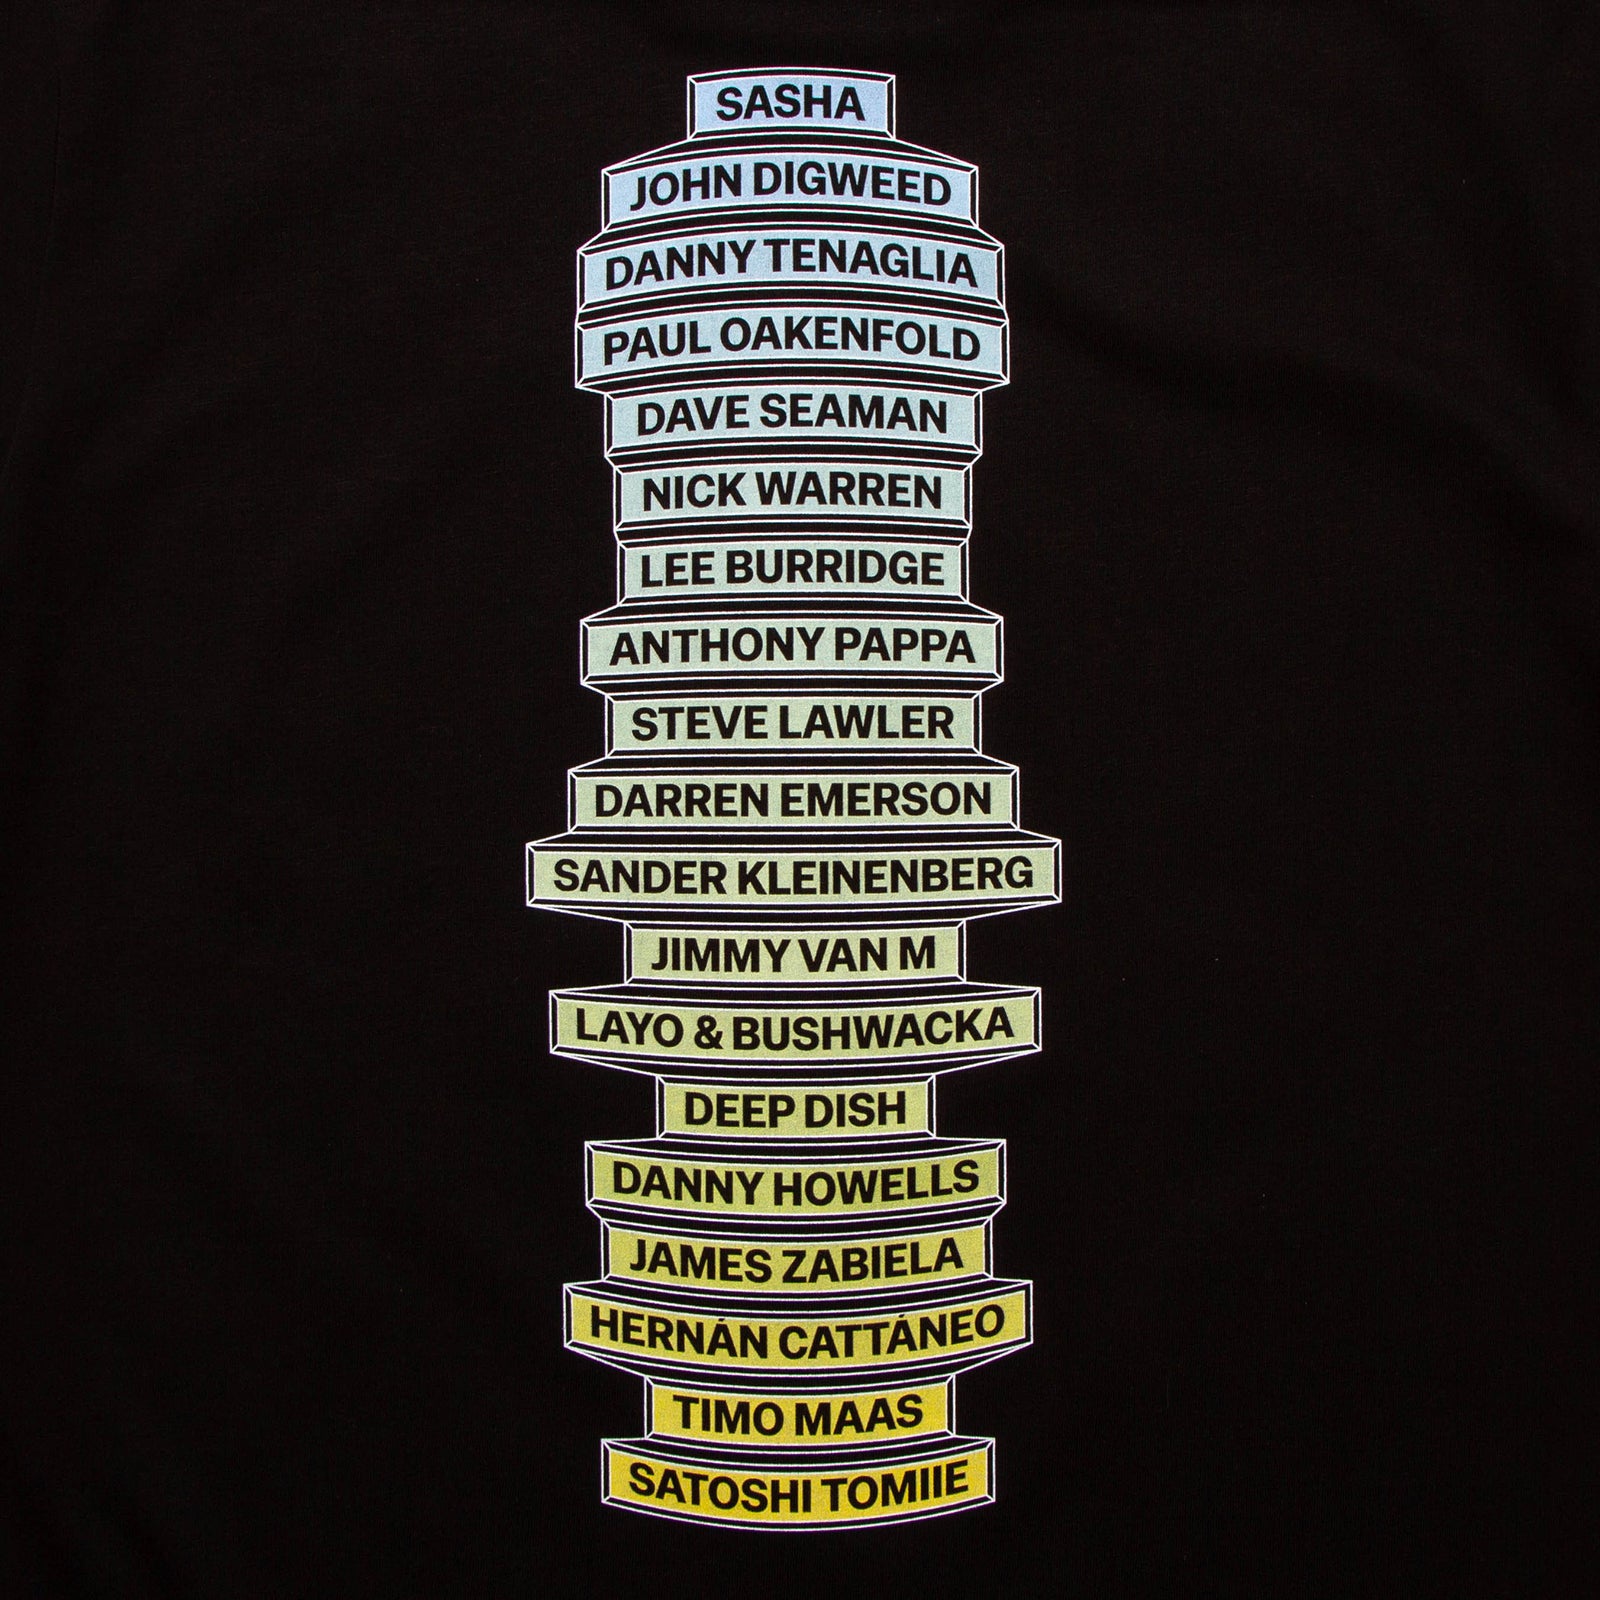 SASHA
JOHN DIGWEED
DANNY TENAGLIA
PAUL OAKENFOLD
DAVE SEAMAN
NICK WARREN
LEE BURRIDGE
ANTHONY PAPPA
STEVE LAWLER
DARREN EMERSON
SANDER KLEINENBERG
JIMMY VAN M
LAYO & BUSHWACKA
DEEP DISH
DANNY HOWELLS
JAMES ZABIELA
HERNÁN CATTÁNEO
TIMO MAAS
SATOSHI TOMIIE